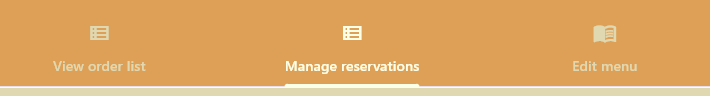 View order list
Manage reservations
Edit menu